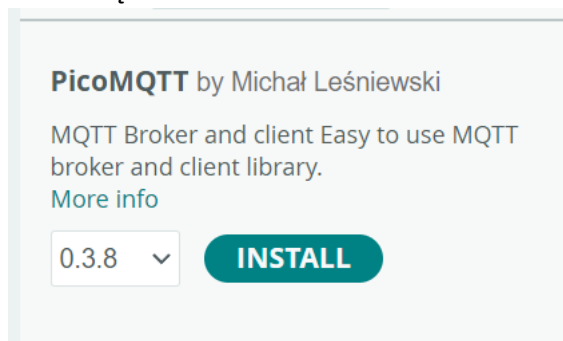 PicoMQTT by Michał Leśniewski
MQTT Broker and client Easy to use MQTT
broker and client library.
More info
0.3.8
INSTALL